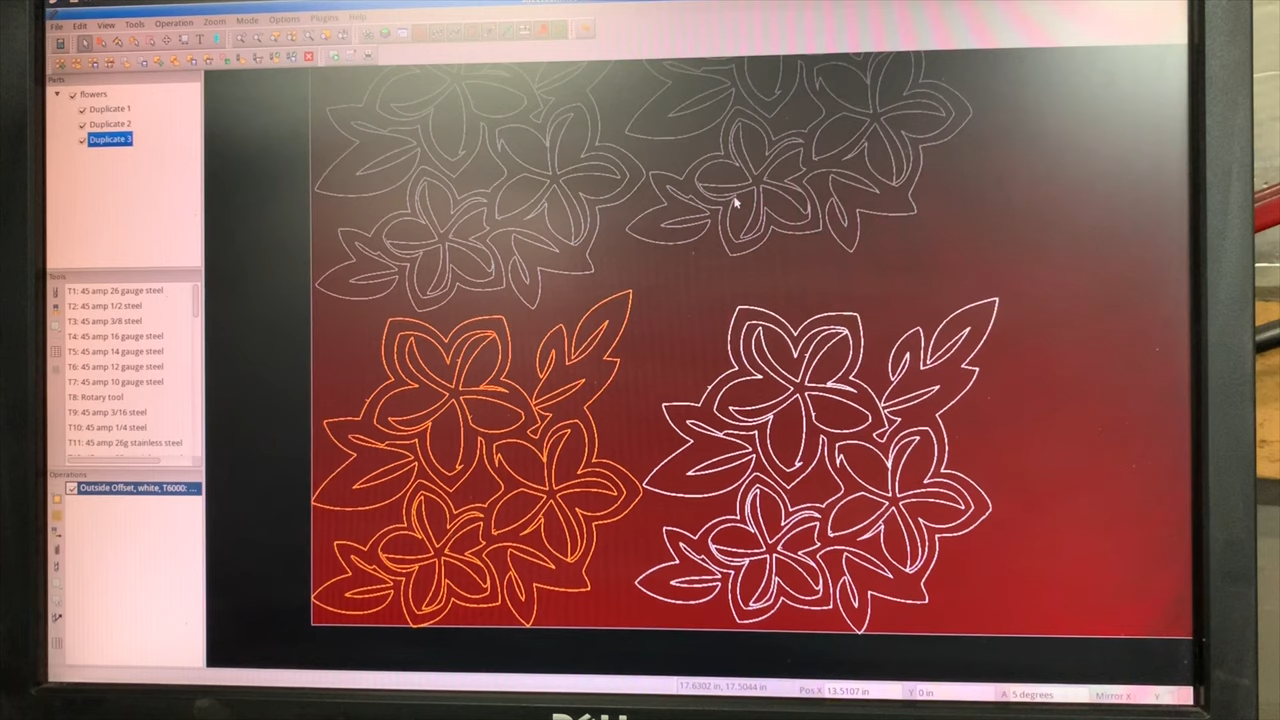 File Edit View Tools Operation Zoom Mode Options Plugins Help
Parts
flowers
Duplicate 1
Duplicate 2
Duplicate 3
Tools
T1: 45 amp 26 gauge steel
T2: 45 amp 1/2 steel
T3: 45 amp 3/8 steel
T4: 45 amp 16 gauge steel
T5: 45 amp 14 gauge steel
T6: 45 amp 12 gauge steel
T7: 45 amp 10 gauge steel
T8: Rotary tool
T9: 45 amp 3/16 steel
T10: 45 amp 1/4 steel
T11: 45 amp 26g stainless steel
Operations
Outside Offset, white, T6000: ...
17.6302 in, 17.5044 in Pos X 13.5107 in Y 0 in A 5 degrees Mirror X Y
DELL